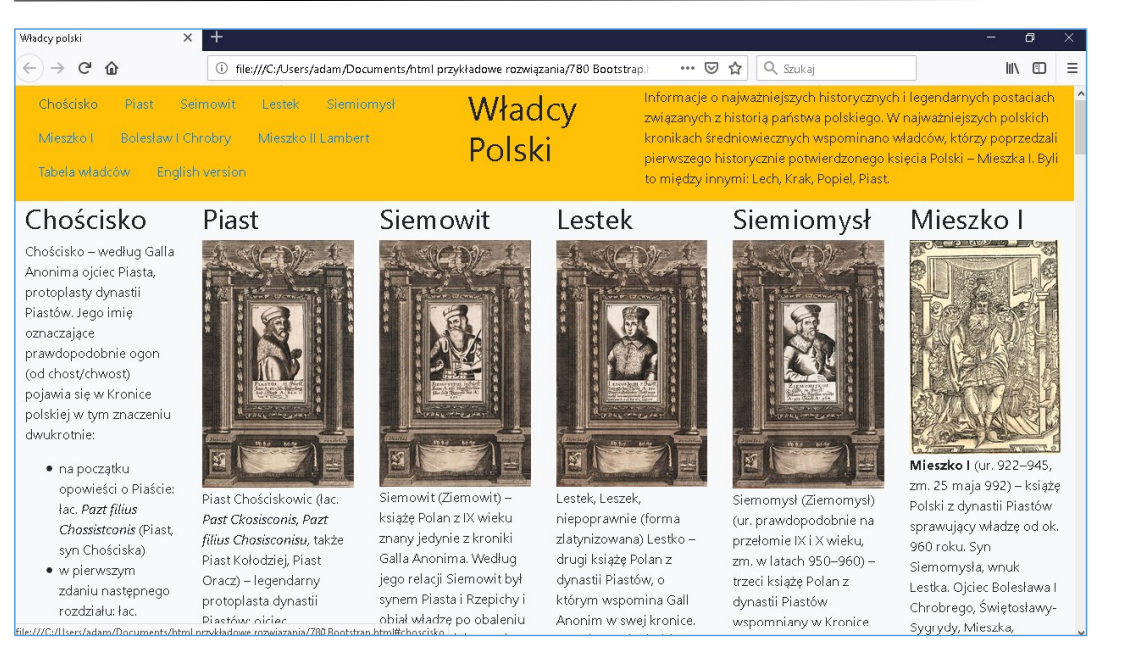 Władcy polski
file:///C:/Users/adam/Documents/html przykładowe rozwiązania/780 Bootstrap.h
Szukaj
Chościsko Piast Seimowit Lestek Siemiomysł
Mieszko I Bolesław I Chrobry Mieszko II Lambert
Tabela władców English version
Władcy
Polski
Informacje o najważniejszych historycznych i legendarnych postaciach
związanych z historią państwa polskiego. W najważniejszych polskich
kronikach średniowiecznych wspominano władców, którzy poprzedzali
pierwszego historycznie potwierdzonego księcia Polski – Mieszka I. Byli
to między innymi: Lech, Krak, Popiel, Piast.
Chościsko
Chościsko – według Galla
Anonima ojciec Piasta,
protoplasty dynastii
Piastów. Jego imię
oznaczające
prawdopodobnie ogon
(od chost/chwost)
pojawia się w Kronice
polskiej w tym znaczeniu
dwukrotnie:
• na początku
opowieści o Piaście:
łac. Pazt filius
Chossistconis (Piast,
syn Chościska)
• w pierwszym
zdaniu następnego
rozdziału: łac.
Piast
Piast Chościskowic (łac.
Past Ckosisconis, Pazt
filius Chosisconisu, także
Piast Kołodziej, Piast
Oracz) – legendarny
protoplasta dynastii
Piastów; ojciec
Siemowit
Siemowit (Ziemowit) –
książę Polan z IX wieku
znany jedynie z kroniki
Galla Anonima. Według
jego relacji Siemowit był
synem Piasta i Rzepichy i
objął władzę po obaleniu
Lestek
Lestek, Leszek,
niepoprawnie (forma
zlatynizowana) Lestko –
drugi książę Polan z
dynastii Piastów, o
którym wspomina Gall
Anonim w swej kronice.
Siemiomysł
Siemomysł (Ziemomysł)
(ur. prawdopodobnie na
przełomie IX i X wieku,
zm. w latach 950–960) –
trzeci książę Polan z
dynastii Piastów
wspomniany w Kronice
Mieszko I
Mieszko I (ur. 922–945,
zm. 25 maja 992) – książę
Polski z dynastii Piastów
sprawujący władzę od ok.
960 roku. Syn
Siemomysła, wnuk
Lestka. Ojciec Bolesława I
Chrobrego, Świętosławy-
Sygrydy, Mieszka,
file:///C:/Users/adam/Documents/html przykładowe rozwiązania/780 Bootstrap.html#choscisko